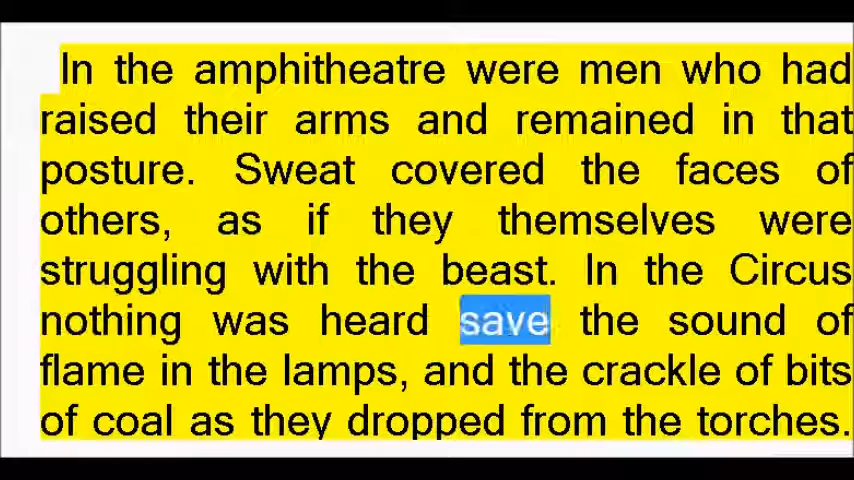 In the amphitheatre were men who had
raised their arms and remained in that
posture. Sweat covered the faces of
others, as if they themselves were
struggling with the beast. In the Circus
nothing was heard save the sound of
flame in the lamps, and the crackle of bits
of coal as they dropped from the torches.